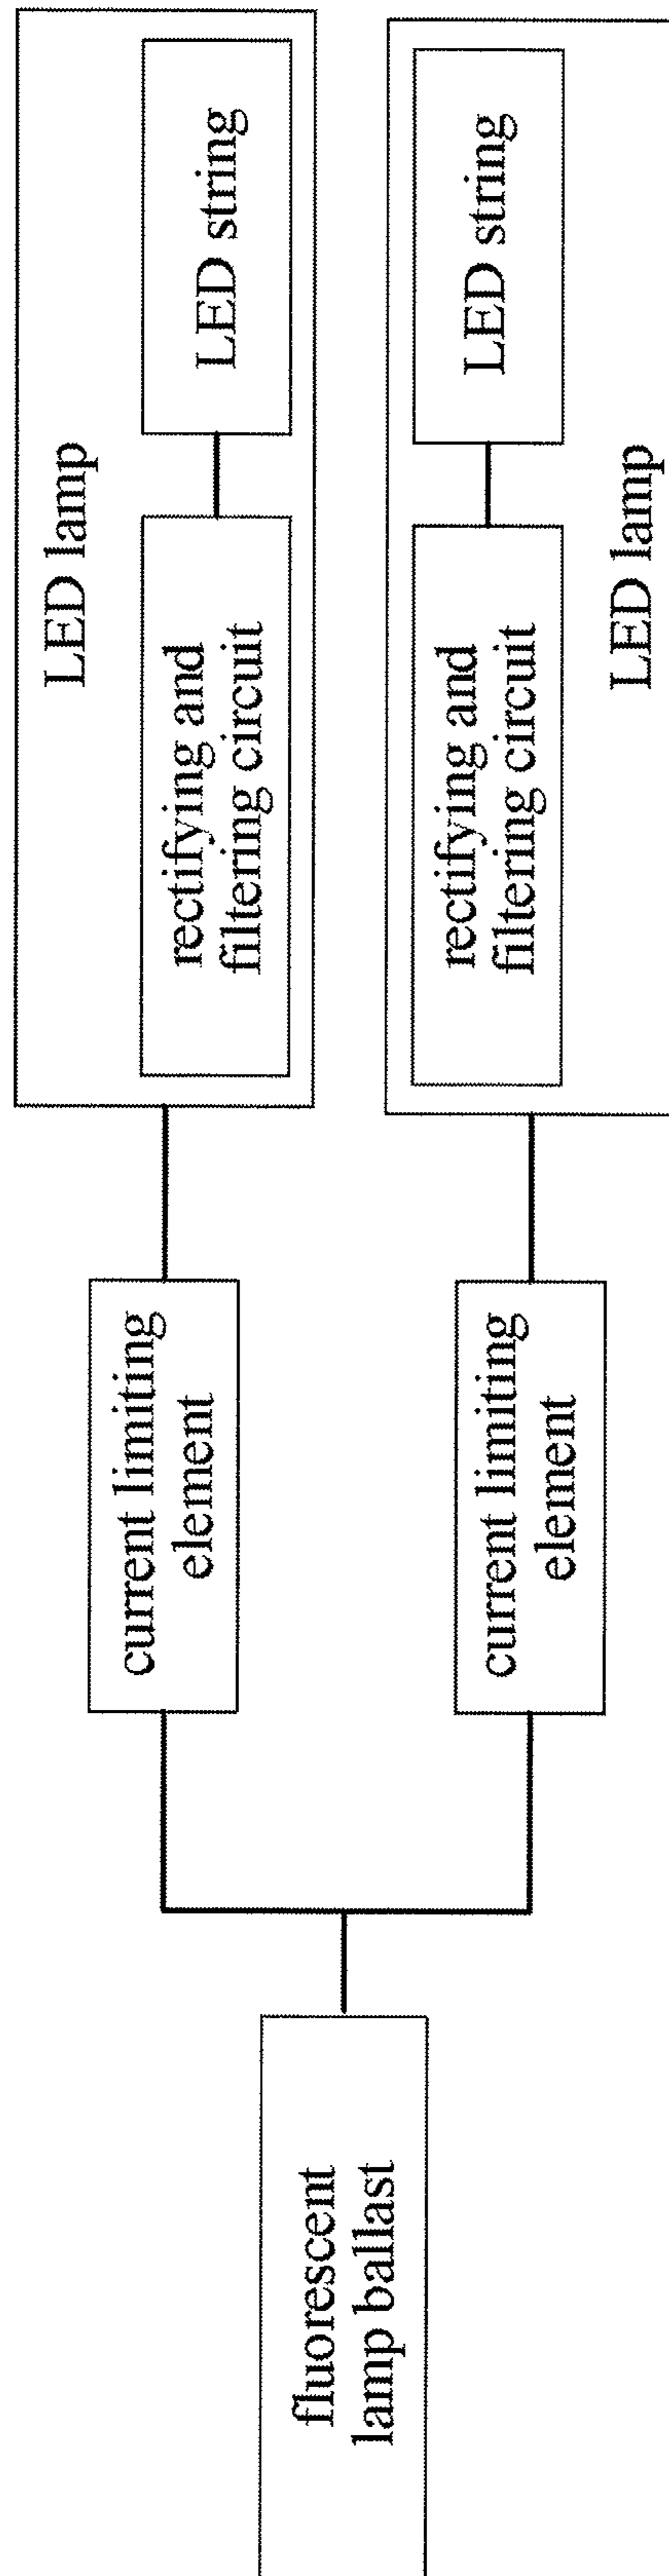 fluorescent
lamp ballast
current limiting
element
LED lamp
rectifying and
filtering circuit
LED string
current limiting
element
rectifying and
filtering circuit
LED string
LED lamp